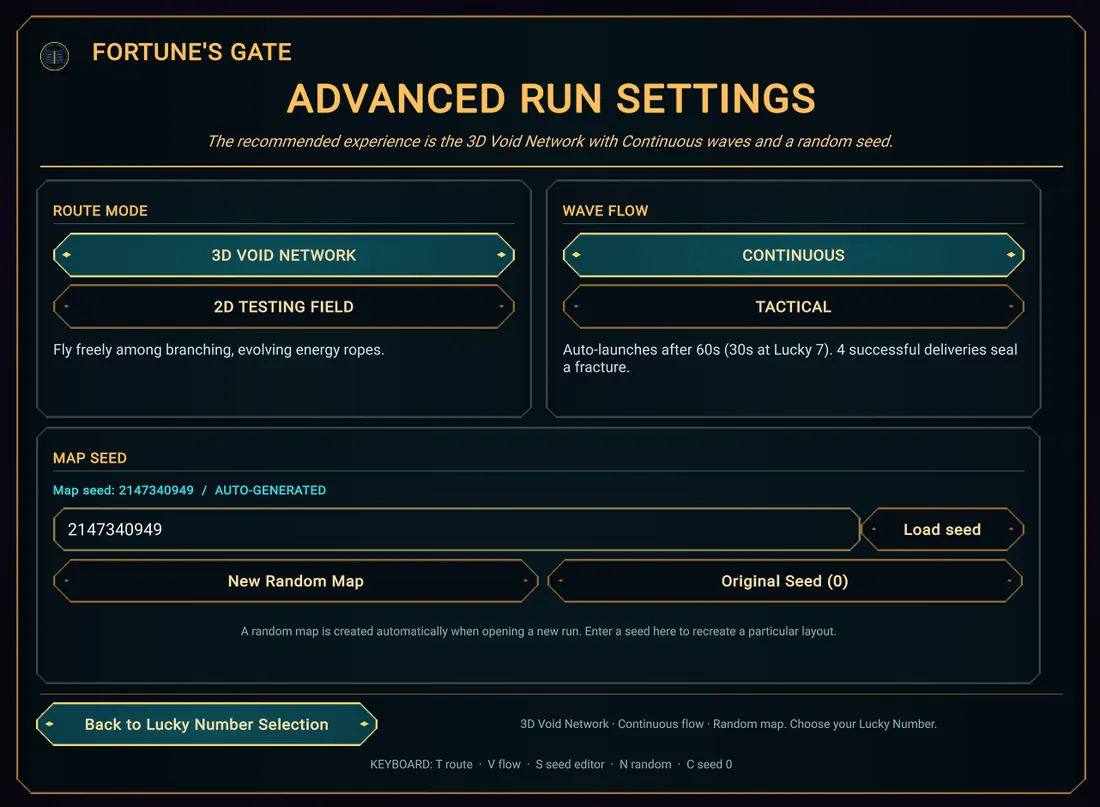 FORTUNE'S GATE
ADVANCED RUN SETTINGS
The recommended experience is the 3D Void Network with Continuous waves and a random seed.
ROUTE MODE
3D VOID NETWORK
2D TESTING FIELD
Fly freely among branching, evolving energy ropes.
WAVE FLOW
CONTINUOUS
TACTICAL
Auto-launches after 60s (30s at Lucky 7). 4 successful deliveries seal
a fracture.
MAP SEED
Map seed: 2147340949 / AUTO-GENERATED
2147340949
Load seed
New Random Map
Original Seed (0)
A random map is created automatically when opening a new run. Enter a seed here to recreate a particular layout.
Back to Lucky Number Selection
3D Void Network · Continuous flow · Random map. Choose your Lucky Number.
KEYBOARD: T route · V flow · S seed editor · N random · C seed 0